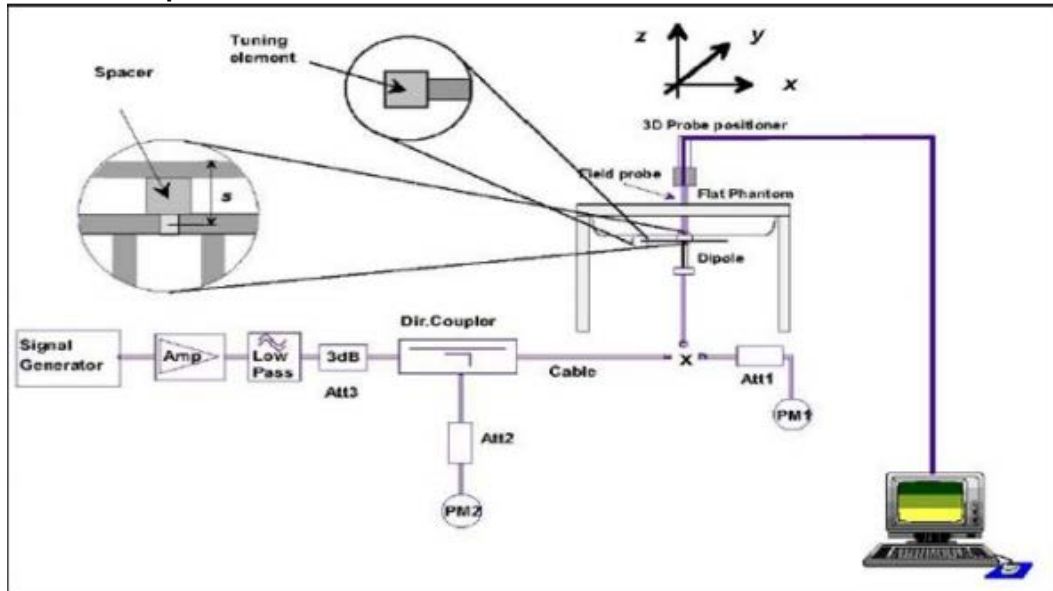 Tuning
element
Spacer
s
z
y
x
3D Probe positioner
Field probe
Flat Phantom
Dipole
Signal
Generator
Amp
Low
Pass
3dB
Att3
Dir.Coupler
Cable
x
Att1
PM1
Att2
PM2